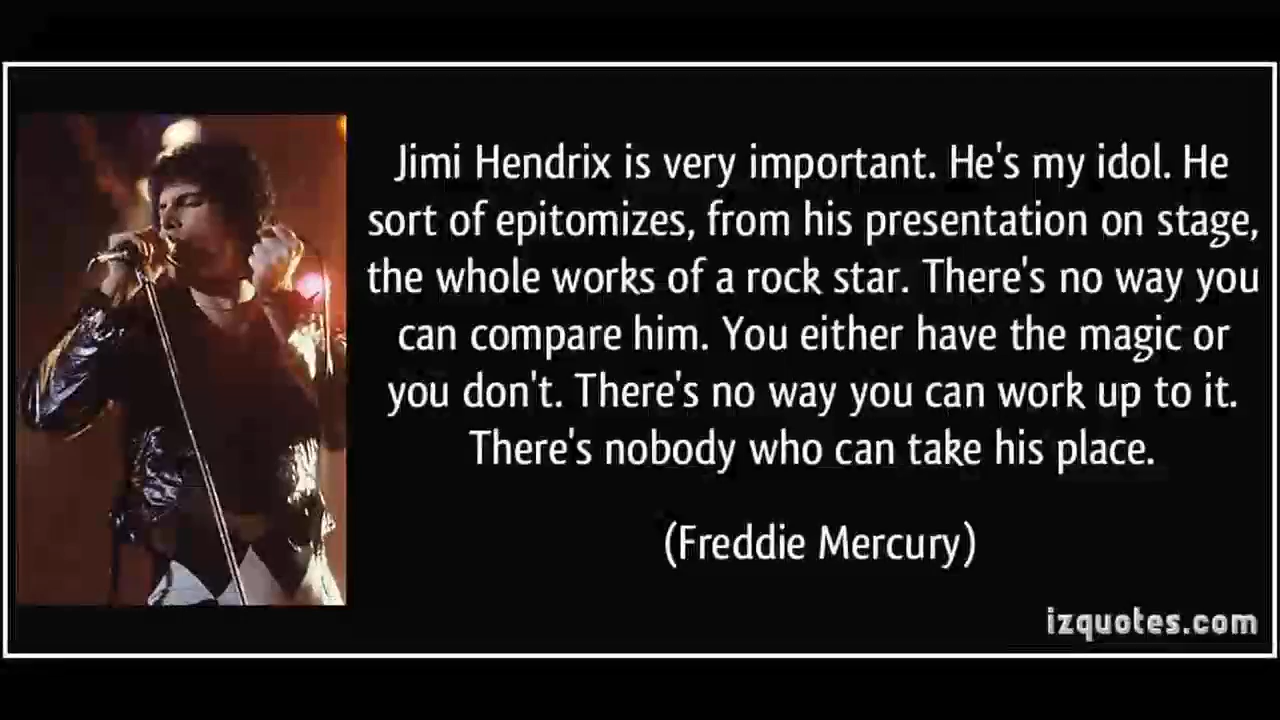 Jimi Hendrix is very important. He's my idol. He
sort of epitomizes, from his presentation on stage,
the whole works of a rock star. There's no way you
can compare him. You either have the magic or
you don't. There's no way you can work up to it.
There's nobody who can take his place.
(Freddie Mercury)
izquotes.com